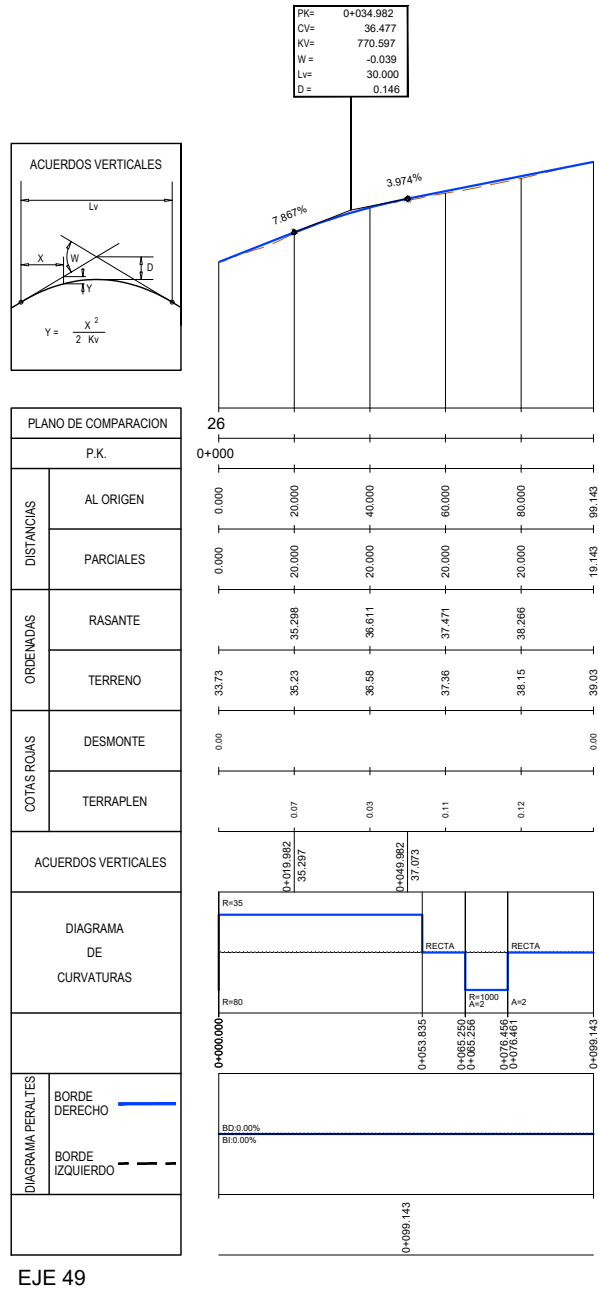 PK= 0+034.982
CV= 36.477
KV= 770.597
W = -0.039
Lv= 30.000
D = 0.146
ACUERDOS VERTICALES
Lv
X
W
D
Y
Y = X 2
2 Kv
7.867%
3.974%
PLANO DE COMPARACION 26
P.K. 0+000
DISTANCIAS
AL ORIGEN 0.000 20.000 40.000 60.000 80.000 99.143
PARCIALES 0.000 20.000 20.000 20.000 20.000 19.143
ORDENADAS
RASANTE 35.298 36.611 37.471 38.266
TERRENO 33.73 35.23 36.58 37.36 38.15 39.03
COTAS ROJAS
DESMONTE 0.00 0.00
TERRAPLEN 0.07 0.03 0.11 0.12
ACUERDOS VERTICALES
0+019.982
35.297
0+049.982
37.073
DIAGRAMA
DE
CURVATURAS
R=35
R=80
RECTA
R=1000
A=2
RECTA
A=2
0+000.000
0+053.835
0+065.250
0+065.256
0+076.456
0+076.461
0+099.143
DIAGRAMA PERALTES
BORDE
DERECHO
BORDE
IZQUIERDO
BD:0.00%
BI:0.00%
0+099.143
EJE 49